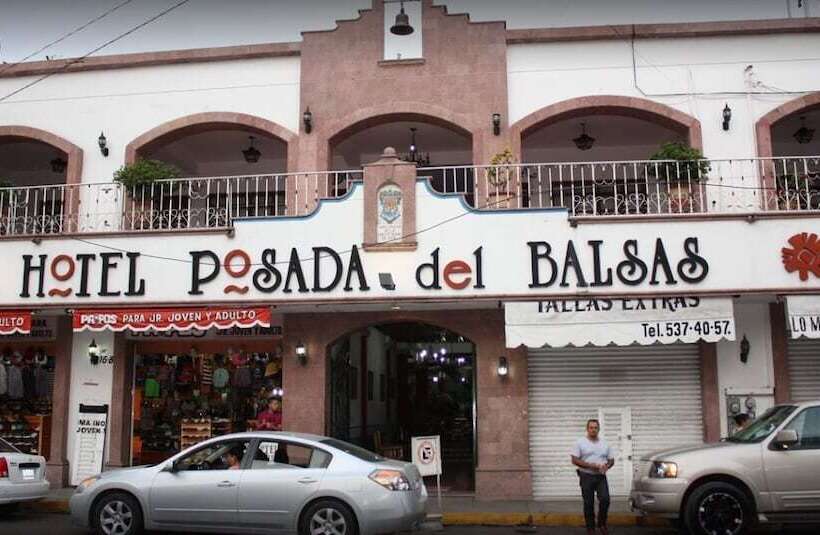 HOTEL POSADA del BALSAS
PA-POS PARA JR. JOVEN Y ADULTO
TALLAS EXTRAS
Tel. 537-40-57.